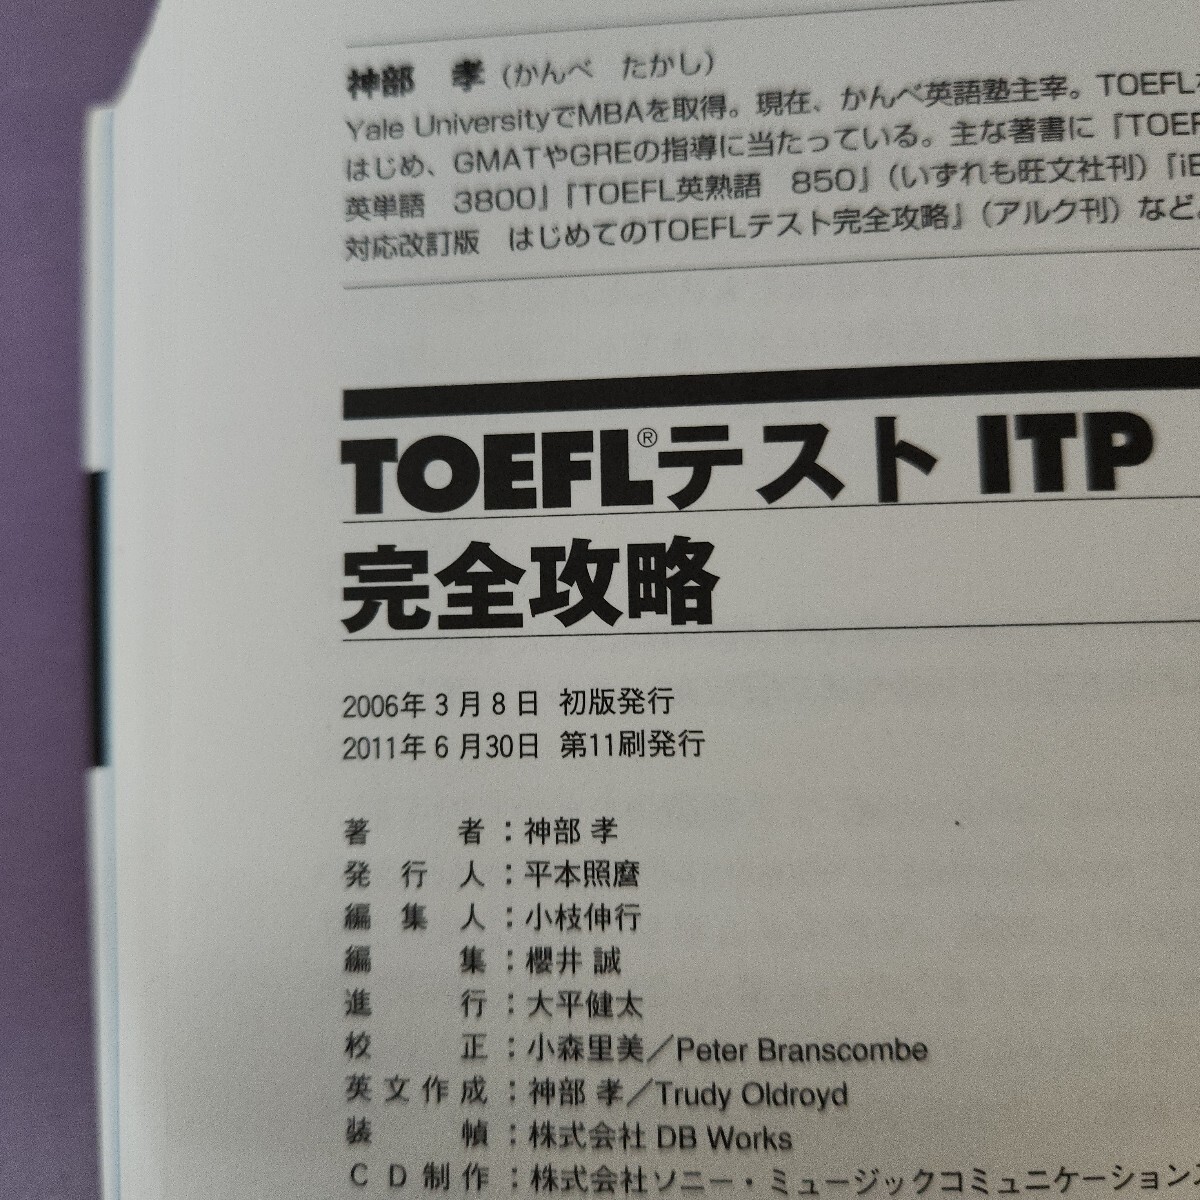 神部 孝（かんべ たかし）
Yale UniversityでMBAを取得。現在、かんべ英語塾主宰。TOEFLを
はじめ、GMATやGREの指導に当たっている。主な著書に『TOEF
英単語 3800』『TOEFL英熟語 850』（いずれも旺文社刊）『iB
対応改訂版 はじめてのTOEFLテスト完全攻略』（アルク刊）など。
TOEFL®テスト ITP
完全攻略
2006年3月8日 初版発行
2011年6月30日 第11刷発行
著者：神部 孝
発行人：平本照麿
編集人：小枝伸行
編集：櫻井 誠
進行：大平健太
校正：小森里美／Peter Branscombe
英文作成：神部 孝／Trudy Oldroyd
装幀：株式会社 DB Works
CD制作：株式会社ソニー・ミュージックコミュニケーションズ